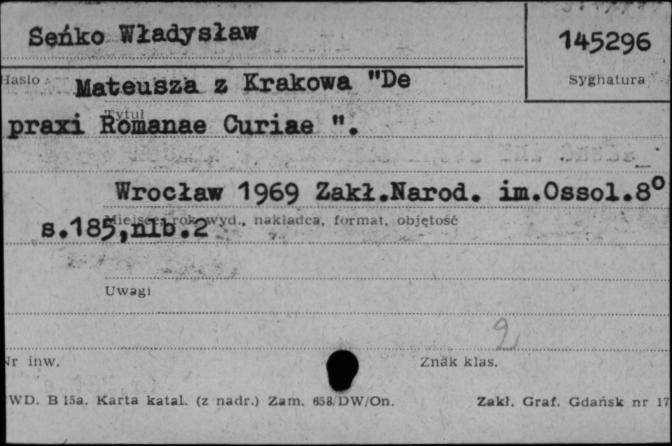 Seńko Władysław
145296
Hasło
Sygnatura
Mateusza z Krakowa "De
Tytuł
praxi Romanae Curiae ".
Wrocław 1969 Zakł.Narod. im.Ossol.8°
Miejsce, rok wyd., nakładca, format, objętość
s.185,nlb.2
Uwagi
2
Nr inw.
Znak klas.
WD. B 15a. Karta katal. (z nadr.) Zam. 658/DW/On.
Zakł. Graf. Gdańsk nr 17